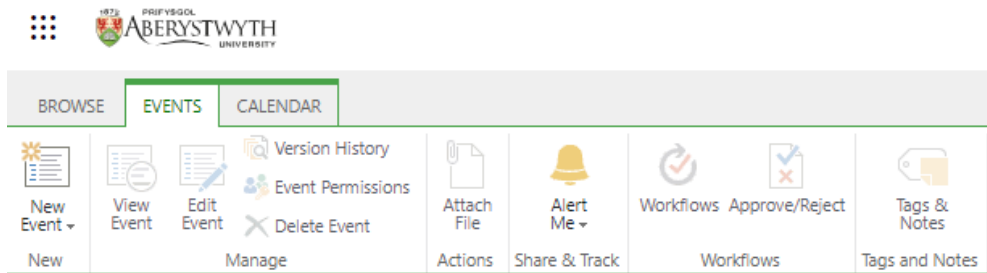 1872
PRIFYSGOL
ABERYSTWYTH
UNIVERSITY
BROWSE EVENTS CALENDAR
New Event
View Event
Edit Event
Version History
Event Permissions
Delete Event
Attach File
Alert Me
Workflows
Approve/Reject
Tags & Notes
New
Manage
Actions
Share & Track
Workflows
Tags and Notes